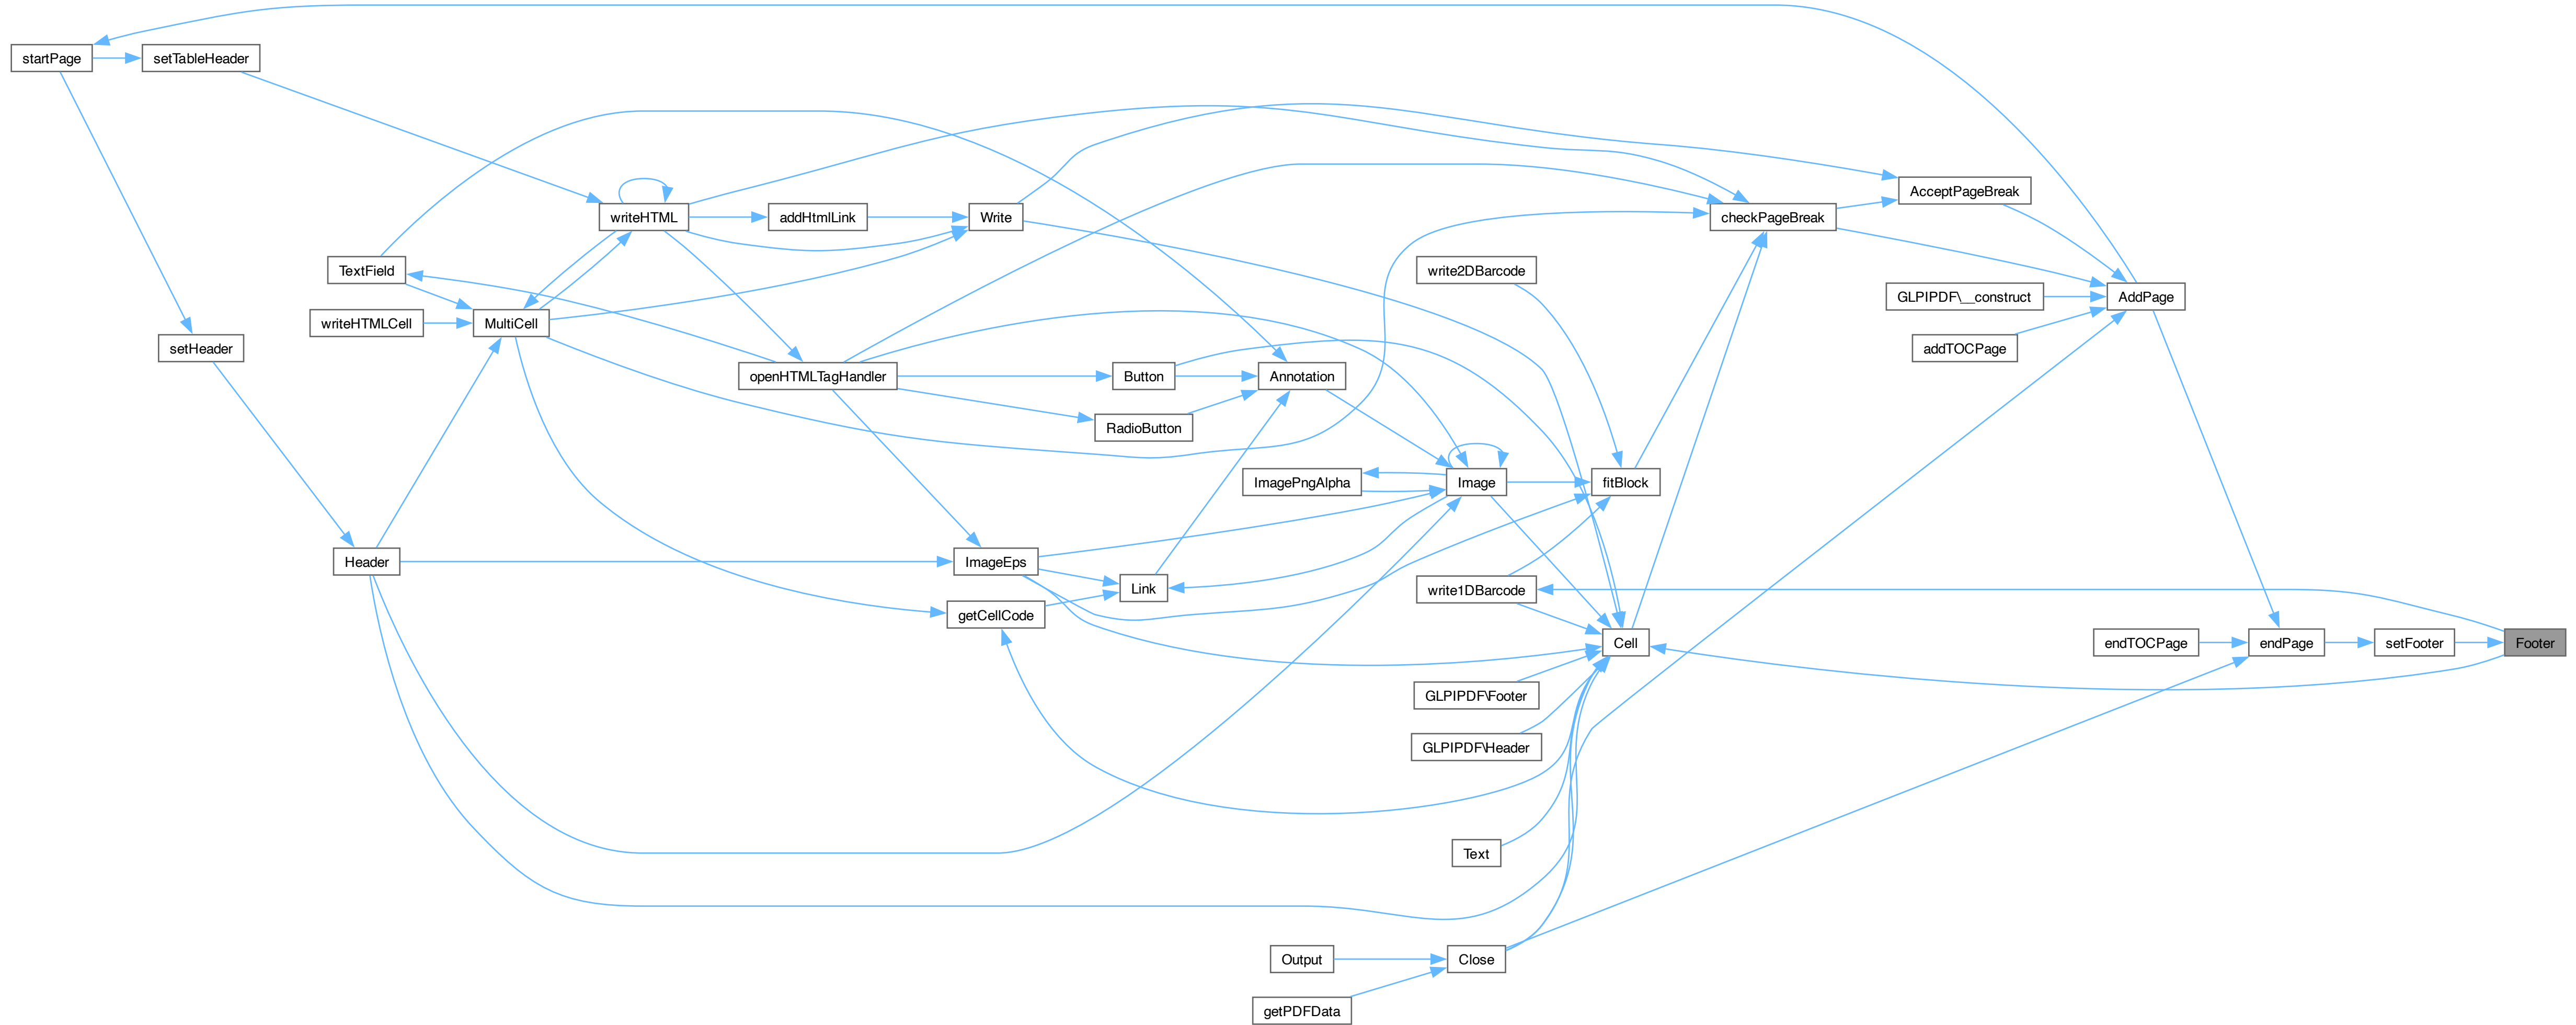 startPage
setTableHeader
AcceptPageBreak
writeHTML
addHtmlLink
Write
checkPageBreak
TextField
write2DBarcode
GLPIPDF\__construct
AddPage
writeHTMLCell
MultiCell
setHeader
addTOCPage
openHTMLTagHandler
Button
Annotation
RadioButton
ImagePngAlpha
Image
fitBlock
Header
ImageEps
Link
write1DBarcode
getCellCode
Cell
endTOCPage
endPage
setFooter
Footer
GLPIPDF\Footer
GLPIPDF\Header
Text
Output
Close
getPDFData